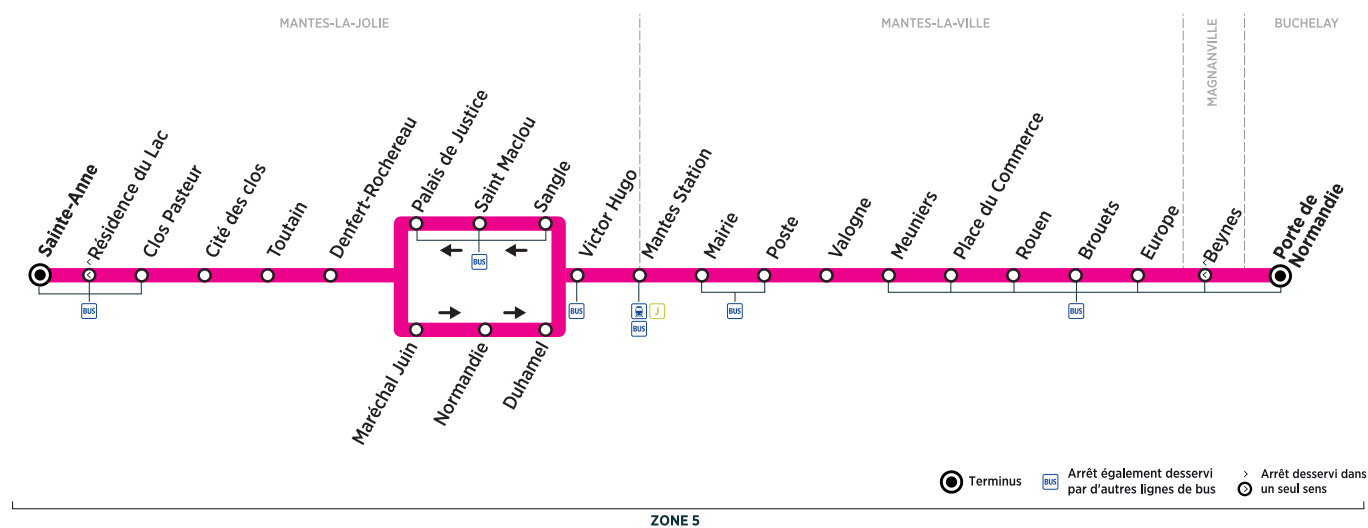 MANTES-LA-JOLIE
MANTES-LA-VILLE
MAGNANVILLE
BUCHELAY
Sainte-Anne
Résidence du Lac
Clos Pasteur
Cité des clos
Toutain
Denfert-Rochereau
Palais de Justice
Saint Maclou
Sangle
Maréchal Juin
Normandie
Duhamel
Victor Hugo
Mantes Station
Mairie
Poste
Valogne
Meuniers
Place du Commerce
Rouen
Brouets
Europe
Beynes
Porte de
Normandie
BUS
BUS
BUS
J
BUS
BUS
BUS
Terminus
BUS
Arrêt également desservi
par d'autres lignes de bus
Arrêt desservi dans
un seul sens
ZONE 5